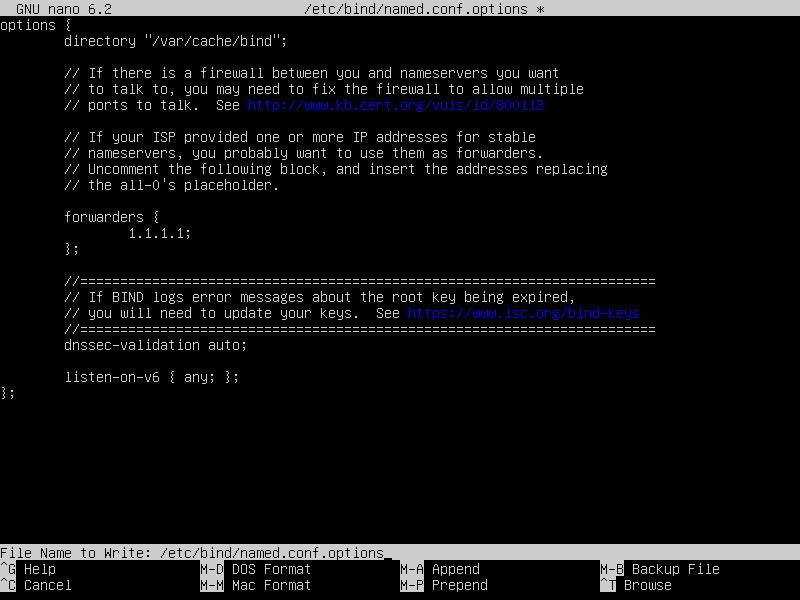 GNU nano 6.2 /etc/bind/named.conf.options *
options {
directory "/var/cache/bind";
// If there is a firewall between you and nameservers you want
// to talk to, you may need to fix the firewall to allow multiple
// ports to talk.  See http://www.kb.cert.org/vuls/id/800113
// If your ISP provided one or more IP addresses for stable
// nameservers, you probably want to use them as forwarders.
// Uncomment the following block, and insert the addresses replacing
// the all-0's placeholder.
forwarders {
1.1.1.1;
};
//========================================================================
// If BIND logs error messages about the root key being expired,
// you will need to update your keys.  See https://www.isc.org/bind-keys
//========================================================================
dnssec-validation auto;
listen-on-v6 { any; };
};
File Name to Write: /etc/bind/named.conf.options
^G Help M-D DOS Format M-A Append M-B Backup File
^C Cancel M-M Mac Format M-P Prepend ^T Browse